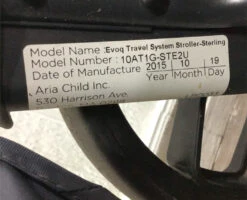 Model Name :Evoq Travel System Stroller-Sterling
Model Number : 10AT1G-STE2U
Date of Manufacture 2015 10 19
Year Month Day
Aria Child Inc.
530 Harrison Ave.